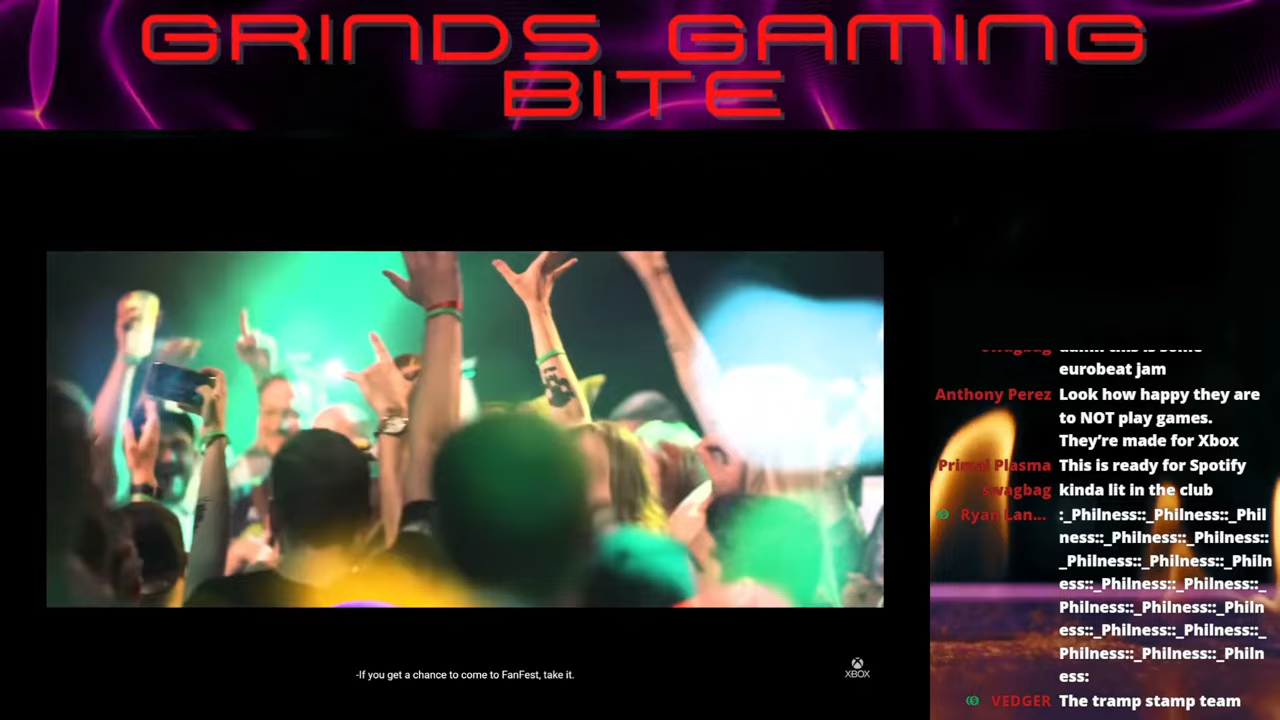 GRINDS GAMING
BITE
eurobeat jam
Anthony Perez Look how happy they are
to NOT play games.
They're made for Xbox
Primal Plasma This is ready for Spotify
swagbag kinda lit in the club
Ryan Lan... :_Philness::_Philness::_Phil
ness::_Philness::_Philness::
_Philness::_Philness::_Philn
ess::_Philness::_Philness::_
Philness::_Philness::_Philn
ess::_Philness::_Philness::_
Philness::_Philness::_Philn
ess:
VEDGER The tramp stamp team
-If you get a chance to come to FanFest, take it.
XBOX